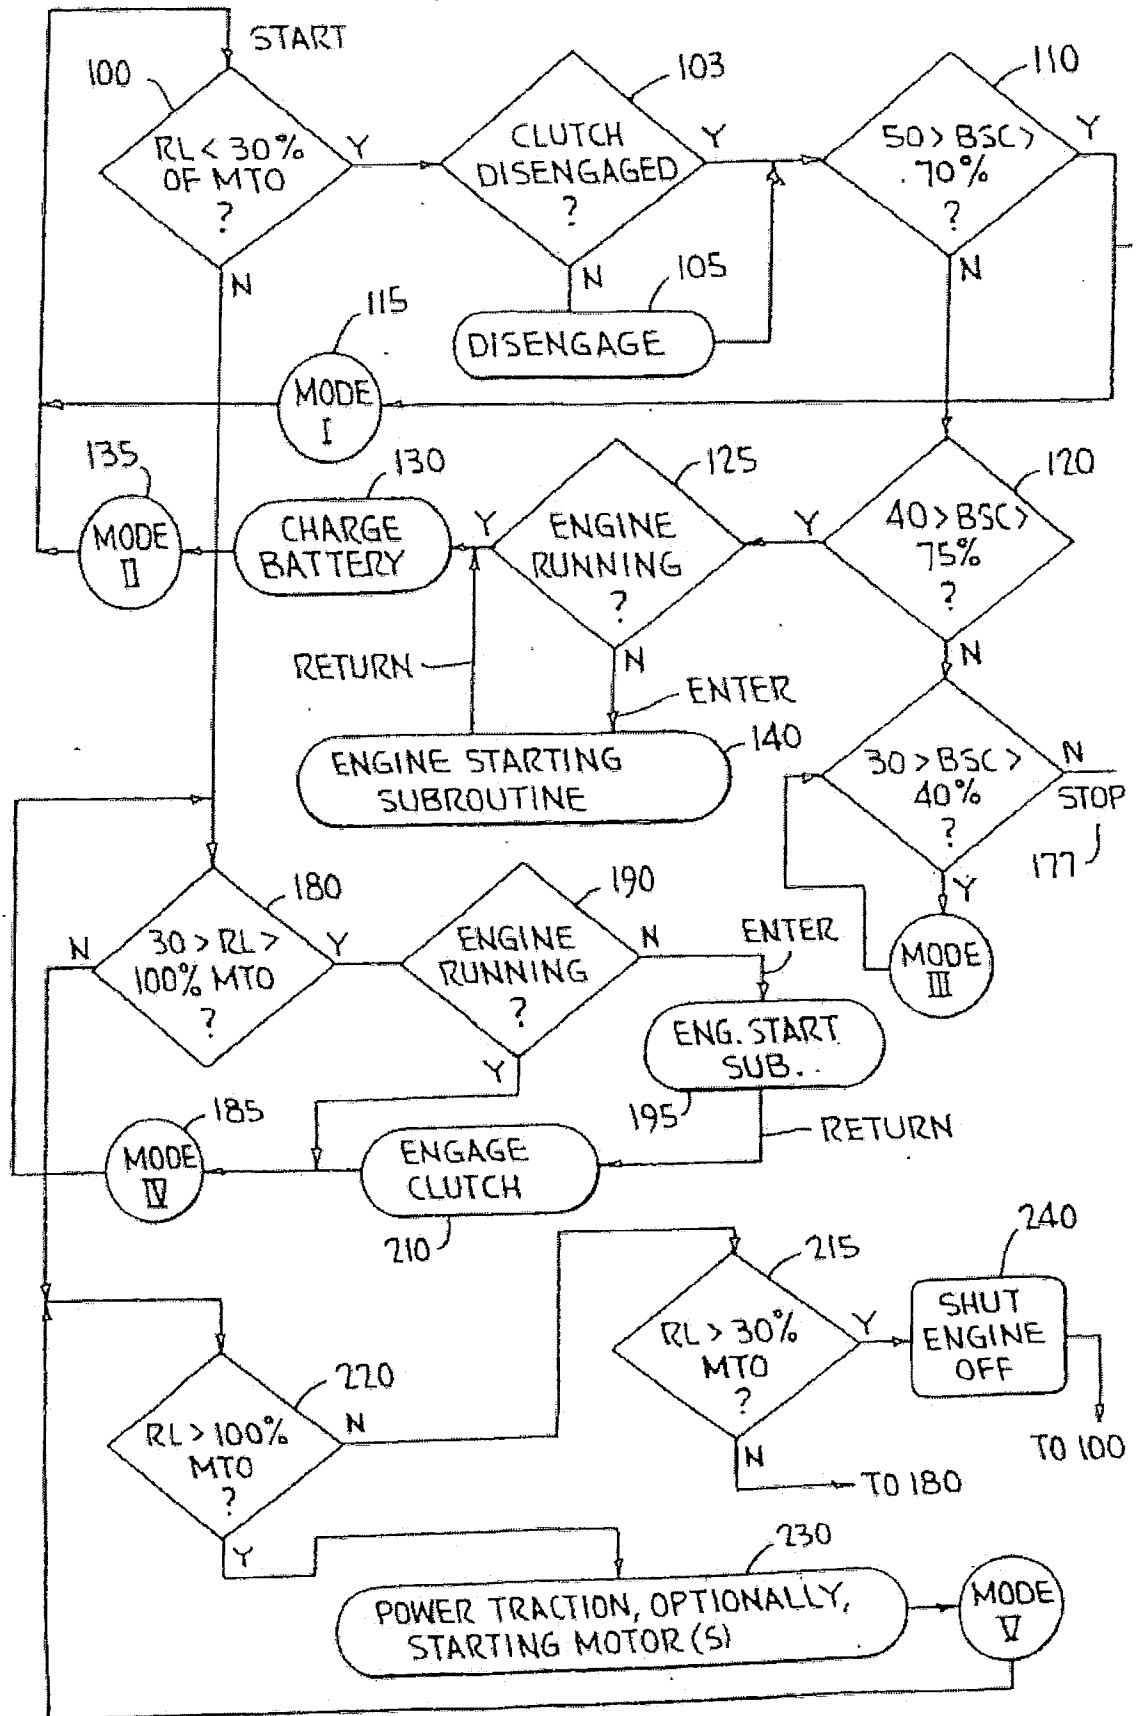 START
100
RL < 30%
OF MTO
?
Y
N
103
CLUTCH
DISENGAGED
?
Y
N
105
DISENGAGE
110
50 > BSC >
70%
?
Y
N
115
MODE
I
120
40 > BSC >
75%
?
Y
N
125
ENGINE
RUNNING
?
Y
N
130
CHARGE
BATTERY
135
MODE
II
RETURN
ENTER
140
ENGINE STARTING
SUBROUTINE
30 > BSC >
40%
?
N
STOP
177
Y
MODE
III
180
30 > RL >
100% MTO
?
N
Y
190
ENGINE
RUNNING
?
N
Y
ENTER
ENG. START
SUB.
195
RETURN
185
MODE
IV
ENGAGE
CLUTCH
210
215
RL > 30%
MTO
?
Y
N
TO 180
240
SHUT
ENGINE
OFF
TO 100
220
RL > 100%
MTO
?
N
Y
230
POWER TRACTION, OPTIONALLY,
STARTING MOTOR(S)
MODE
V